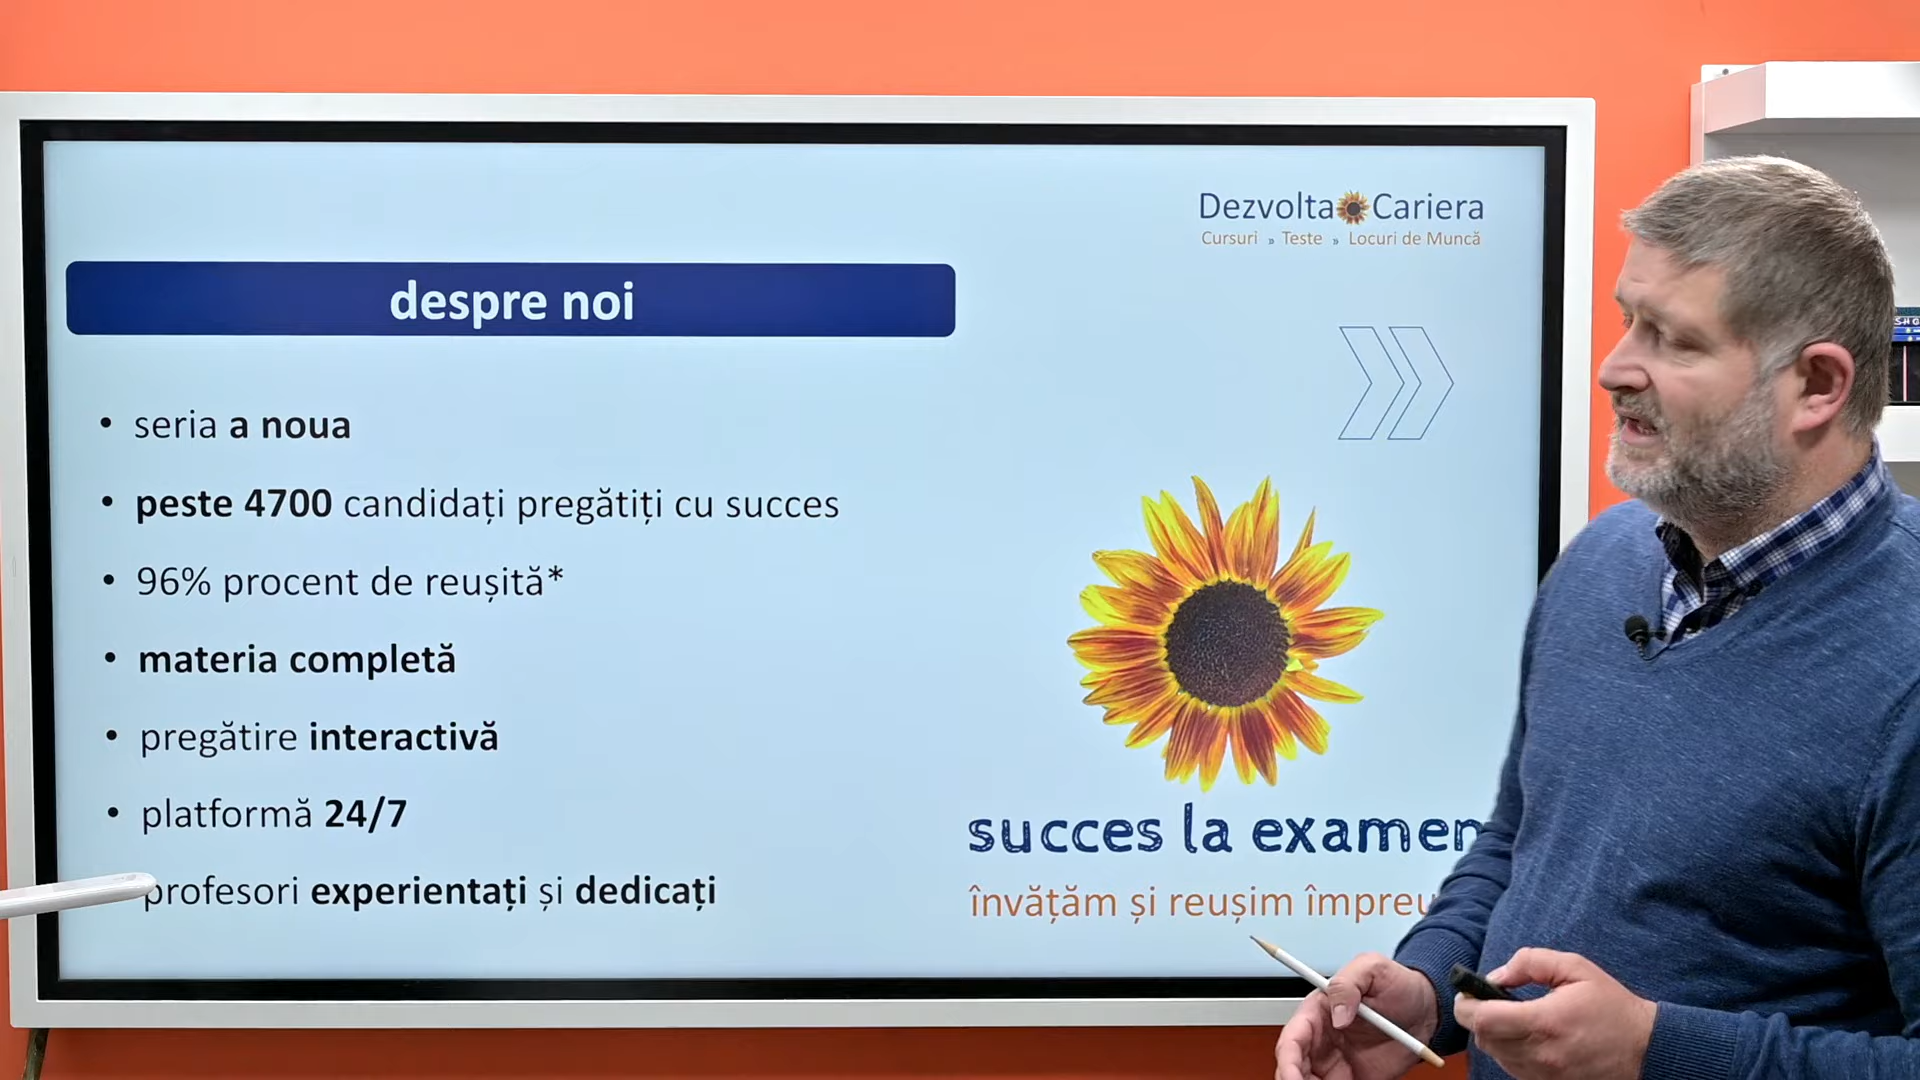 Dezvolta Cariera
Cursuri » Teste » Locuri de Muncă
despre noi
• seria a noua
• peste 4700 candidați pregătiți cu succes
• 96% procent de reușită*
• materia completă
• pregătire interactivă
• platformă 24/7
profesori experientați și dedicați
succes la examen
învățăm și reușim